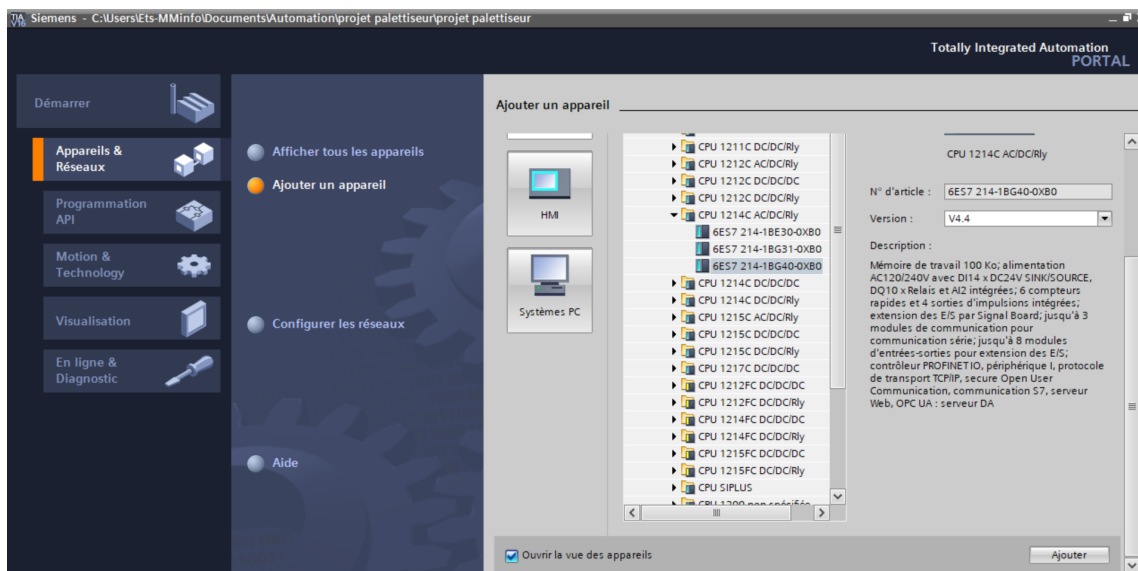 TIA V16 Siemens - C:\Users\Ets-MMinfo\Documents\Automation\projet palettiseur\projet palettiseur
Totally Integrated Automation
PORTAL
Démarrer
Appareils &
Réseaux
Programmation
API
Motion &
Technology
Visualisation
En ligne &
Diagnostic
Afficher tous les appareils
Ajouter un appareil
Configurer les réseaux
Aide
Ajouter un appareil
HMI
Systèmes PC
CPU 1211C DC/DC/Rly
CPU 1212C AC/DC/Rly
CPU 1212C DC/DC/DC
CPU 1212C DC/DC/Rly
CPU 1214C AC/DC/Rly
6ES7 214-1BE30-0XB0
6ES7 214-1BG31-0XB0
6ES7 214-1BG40-0XB0
CPU 1214C DC/DC/DC
CPU 1214C DC/DC/Rly
CPU 1215C AC/DC/Rly
CPU 1215C DC/DC/DC
CPU 1215C DC/DC/Rly
CPU 1217C DC/DC/DC
CPU 1212FC DC/DC/DC
CPU 1212FC DC/DC/Rly
CPU 1214FC DC/DC/DC
CPU 1214FC DC/DC/Rly
CPU 1215FC DC/DC/DC
CPU 1215FC DC/DC/Rly
CPU SIPLUS
CPU 1200 non spécifiée
CPU 1214C AC/DC/Rly
N° d'article : 6ES7 214-1BG40-0XB0
Version : V4.4
Description :
Mémoire de travail 100 Ko; alimentation
AC120/240V avec DI14 x DC24V SINK/SOURCE,
DQ10 x Relais et AI2 intégrées; 6 compteurs
rapides et 4 sorties d'impulsions intégrées;
extension des E/S par Signal Board; jusqu'à 3
modules de communication pour
communication série; jusqu'à 8 modules
d'entrées-sorties pour extension des E/S;
contrôleur PROFINET IO, périphérique I, protocole
de transport TCP/IP, secure Open User
Communication, communication S7, serveur
Web, OPC UA : serveur DA
Ouvrir la vue des appareils
Ajouter